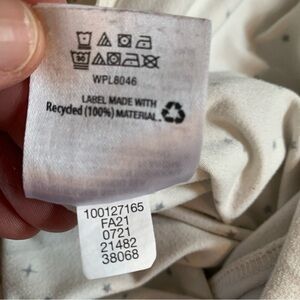 WPL8046
LABEL MADE WITH
Recycled (100%) MATERIAL.
100127165
FA21
0721
21482
38068